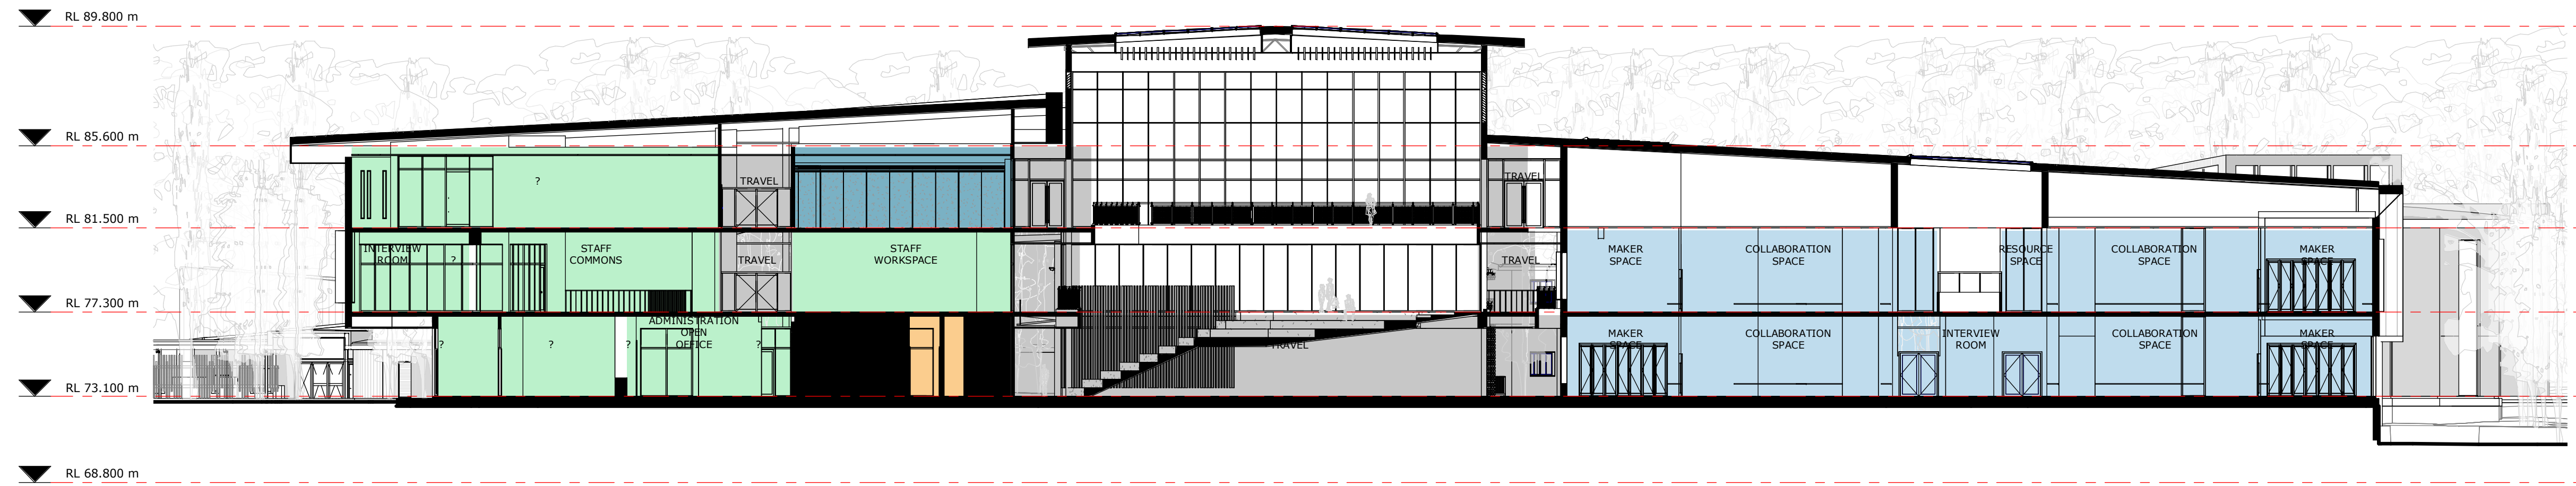 RL 89.800 m
RL 85.600 m
RL 81.500 m
RL 77.300 m
RL 73.100 m
RL 68.800 m
?
TRAVEL
TRAVEL
INTERVIEW
ROOM
?
STAFF
COMMONS
TRAVEL
STAFF
WORKSPACE
TRAVEL
MAKER
SPACE
COLLABORATION
SPACE
RESOURCE
SPACE
COLLABORATION
SPACE
MAKER
SPACE
?
?
?
ADMINISTRATION
OPEN
OFFICE
?
TRAVEL
MAKER
SPACE
COLLABORATION
SPACE
INTERVIEW
ROOM
COLLABORATION
SPACE
MAKER
SPACE